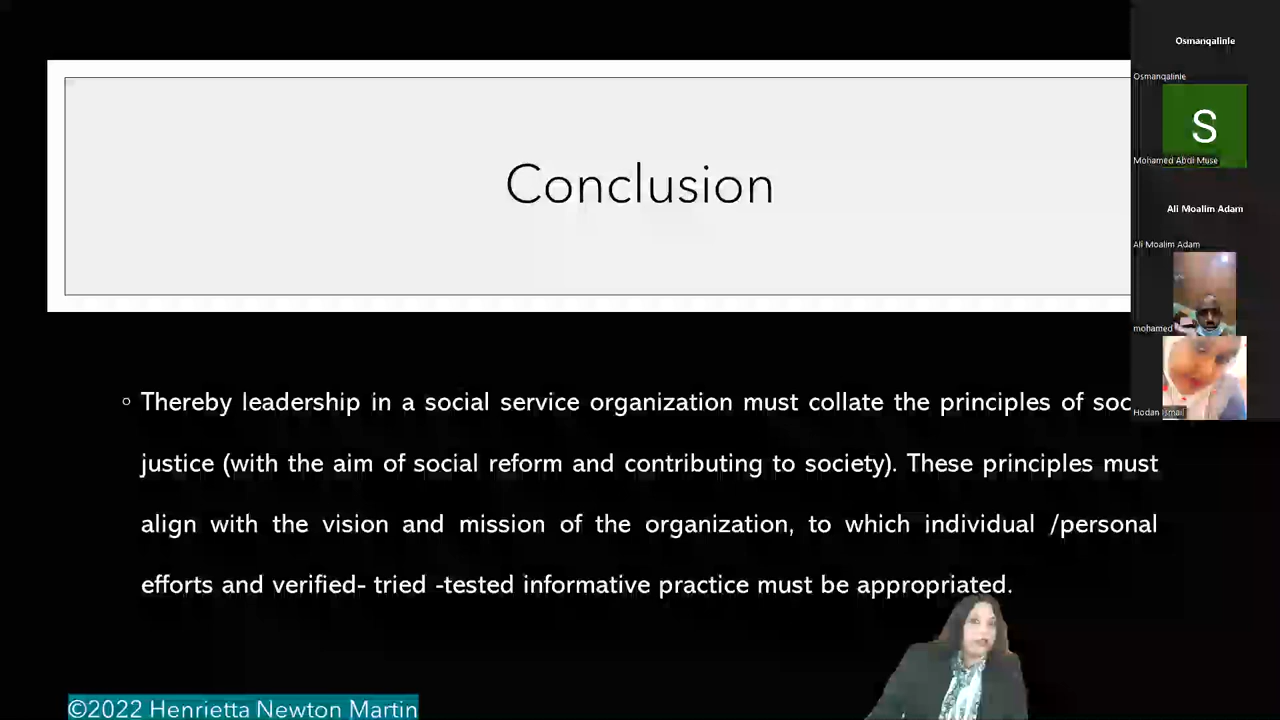 Conclusion
Thereby leadership in a social service organization must collate the principles of soc
justice (with the aim of social reform and contributing to society). These principles must
align with the vision and mission of the organization, to which individual /personal
efforts and verified- tried -tested informative practice must be appropriated.
©2022 Henrietta Newton Martin
Osmanqalinle
Osmanqalinle
S
Mohamed Abdi Muse
Ali Moalim Adam
Ali Moalim Adam
mohamed
Hodan Ismail